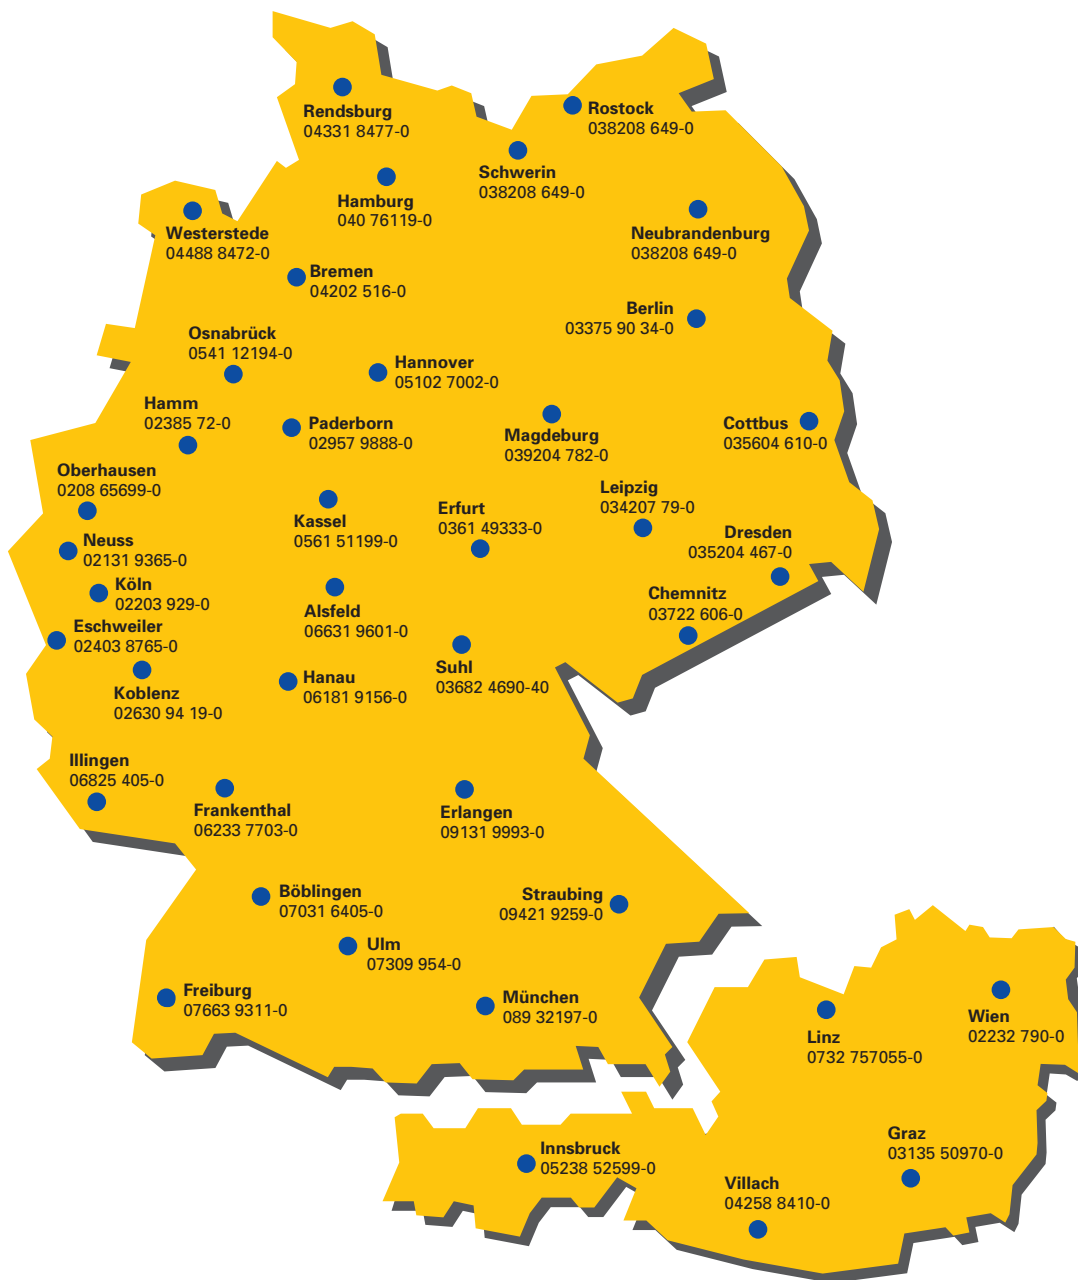 Rendsburg
04331 8477-0
Rostock
038208 649-0
Schwerin
038208 649-0
Hamburg
040 76119-0
Westerstede
04488 8472-0
Neubrandenburg
038208 649-0
Bremen
04202 516-0
Berlin
03375 90 34-0
Osnabrück
0541 12194-0
Hannover
05102 7002-0
Hamm
02385 72-0
Paderborn
02957 9888-0
Magdeburg
039204 782-0
Cottbus
035604 610-0
Oberhausen
0208 65699-0
Leipzig
034207 79-0
Kassel
0561 51199-0
Erfurt
0361 49333-0
Dresden
035204 467-0
Neuss
02131 9365-0
Köln
02203 929-0
Alsfeld
06631 9601-0
Chemnitz
03722 606-0
Eschweiler
02403 8765-0
Suhl
03682 4690-40
Hanau
06181 9156-0
Koblenz
02630 94 19-0
Illingen
06825 405-0
Frankenthal
06233 7703-0
Erlangen
09131 9993-0
Böblingen
07031 6405-0
Straubing
09421 9259-0
Ulm
07309 954-0
Freiburg
07663 9311-0
München
089 32197-0
Linz
0732 757055-0
Wien
02232 790-0
Innsbruck
05238 52599-0
Graz
03135 50970-0
Villach
04258 8410-0